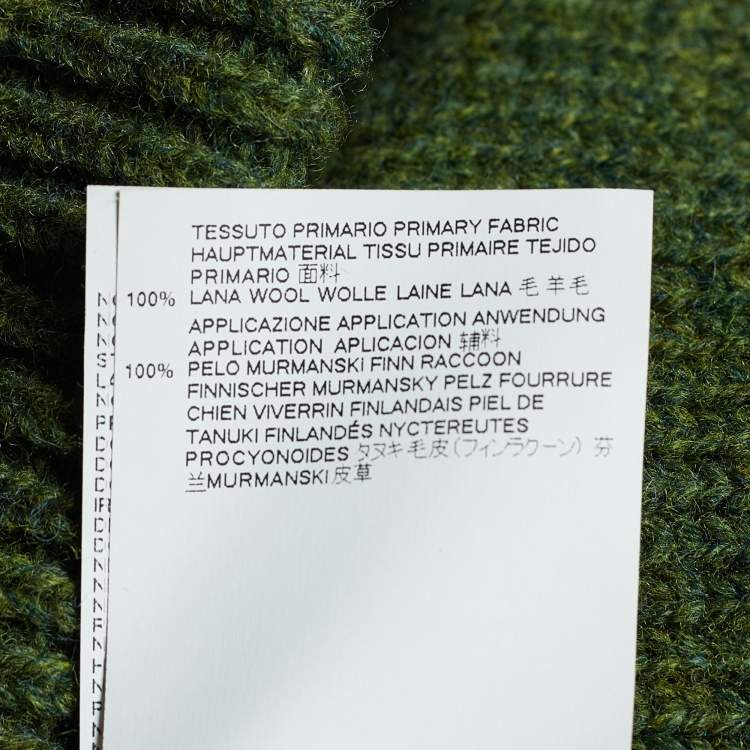 TESSUTO PRIMARIO PRIMARY FABRIC
HAUPTMATERIAL TISSU PRIMAIRE TEJIDO
PRIMARIO 面料
100% LANA WOOL WOLLE LAINE LANA 毛 羊毛
APPLICAZIONE APPLICATION ANWENDUNG
APPLICATION APLICACION 辅料
100% PELO MURMANSKI FINN RACCOON
FINNISCHER MURMANSKY PELZ FOURRURE
CHIEN VIVERRIN FINLANDAIS PIEL DE
TANUKI FINLANDÉS NYCTEREUTES
PROCYONOIDES タヌキ毛皮(フィンラクーン) 芬
兰MURMANSKI皮草